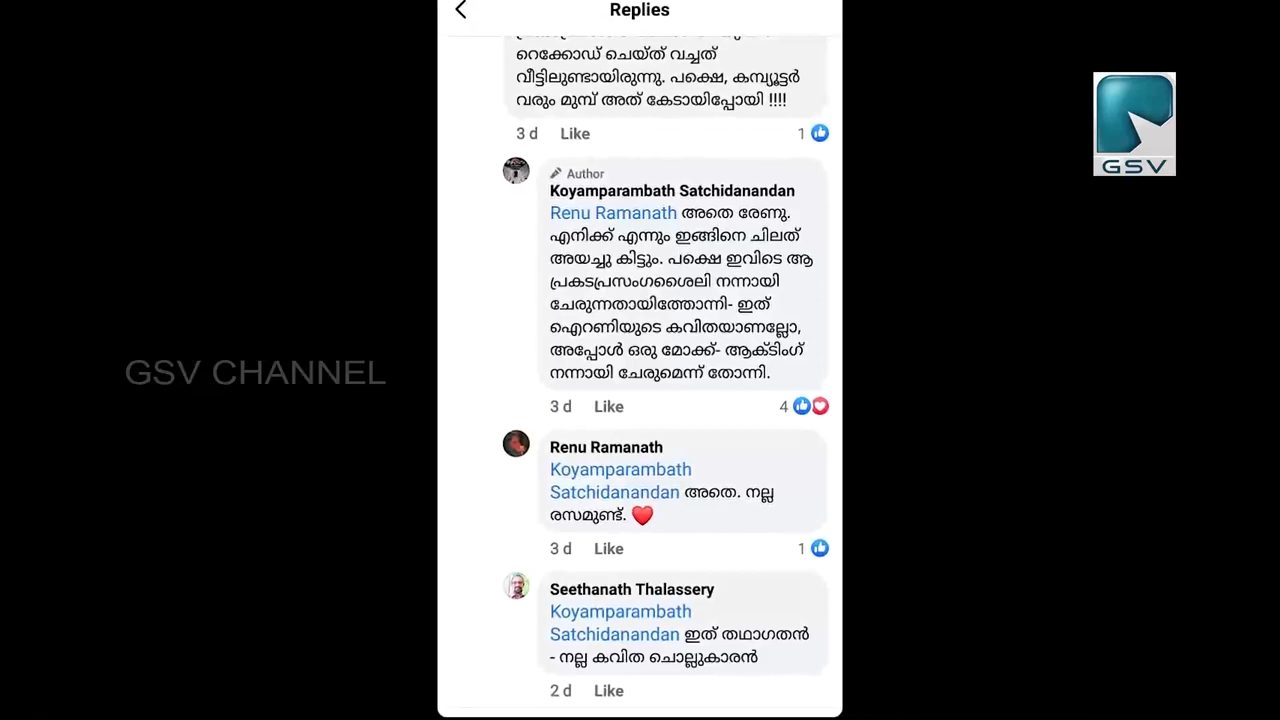 Replies
റെക്കോഡ് ചെയ്ത് വച്ചത്
വീട്ടിലുണ്ടായിരുന്നു. പക്ഷെ, കമ്പ്യൂട്ടർ
വരും മുമ്പ് അത് കേടായിപ്പോയി !!!!
3 d Like 1
Author
Koyamparambath Satchidanandan
Renu Ramanath അതെ രേണു.
എനിക്ക് എന്നും ഇങ്ങിനെ ചിലത്
അയച്ചു കിട്ടും. പക്ഷെ ഇവിടെ ആ
പ്രകടപ്രസംഗശൈലി നന്നായി
ചേരുന്നതായിത്തോന്നി- ഇത്
ഐറണിയുടെ കവിതയാണല്ലോ,
അപ്പോൾ ഒരു മോക്ക്- ആക്ടിംഗ്
നന്നായി ചേരുമെന്ന് തോന്നി.
3 d Like 4
Renu Ramanath
Koyamparambath
Satchidanandan അതെ. നല്ല
രസമുണ്ട്. ❤️
3 d Like 1
Seethanath Thalassery
Koyamparambath
Satchidanandan ഇത് തഥാഗതൻ
- നല്ല കവിത ചൊല്ലുകാരൻ
2 d Like
GSV CHANNEL
GSV